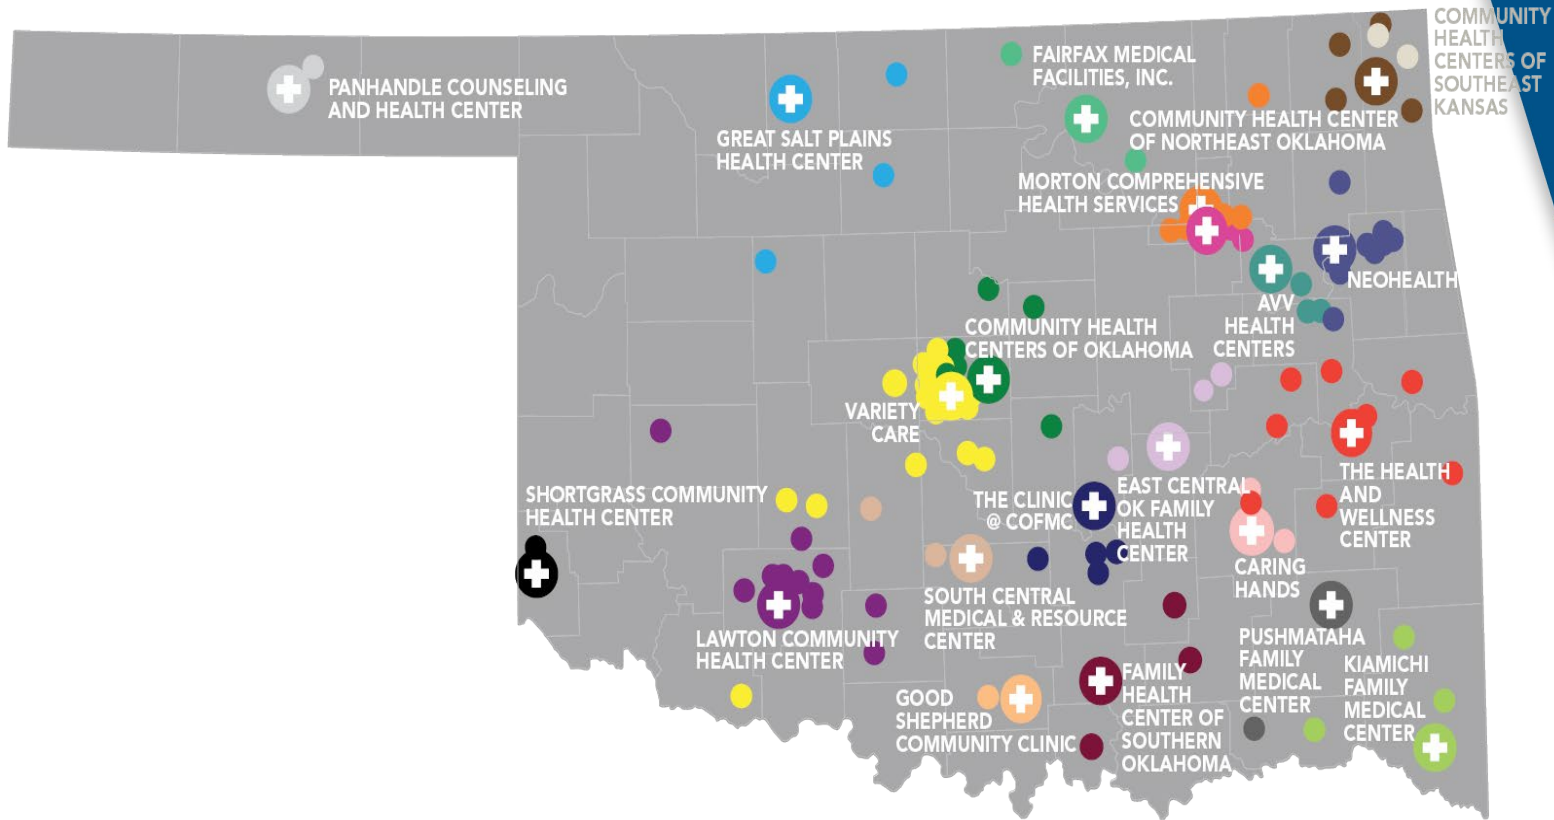 COMMUNITY
HEALTH
CENTERS OF
SOUTHEAST
KANSAS
FAIRFAX MEDICAL
FACILITIES, INC.
PANHANDLE COUNSELING
AND HEALTH CENTER
GREAT SALT PLAINS
HEALTH CENTER
COMMUNITY HEALTH CENTER
OF NORTHEAST OKLAHOMA
MORTON COMPREHENSIVE
HEALTH SERVICES
NEOHEALTH
AVV
HEALTH
CENTERS
COMMUNITY HEALTH
CENTERS OF OKLAHOMA
VARIETY
CARE
SHORTGRASS COMMUNITY
HEALTH CENTER
THE CLINIC
@ COFMC
EAST CENTRAL
OK FAMILY
HEALTH
CENTER
THE HEALTH
AND
WELLNESS
CENTER
CARING
HANDS
SOUTH CENTRAL
MEDICAL & RESOURCE
CENTER
LAWTON COMMUNITY
HEALTH CENTER
PUSHMATAHA
FAMILY
MEDICAL
CENTER
KIAMICHI
FAMILY
MEDICAL
CENTER
GOOD
SHEPHERD
COMMUNITY CLINIC
FAMILY
HEALTH
CENTER OF
SOUTHERN
OKLAHOMA